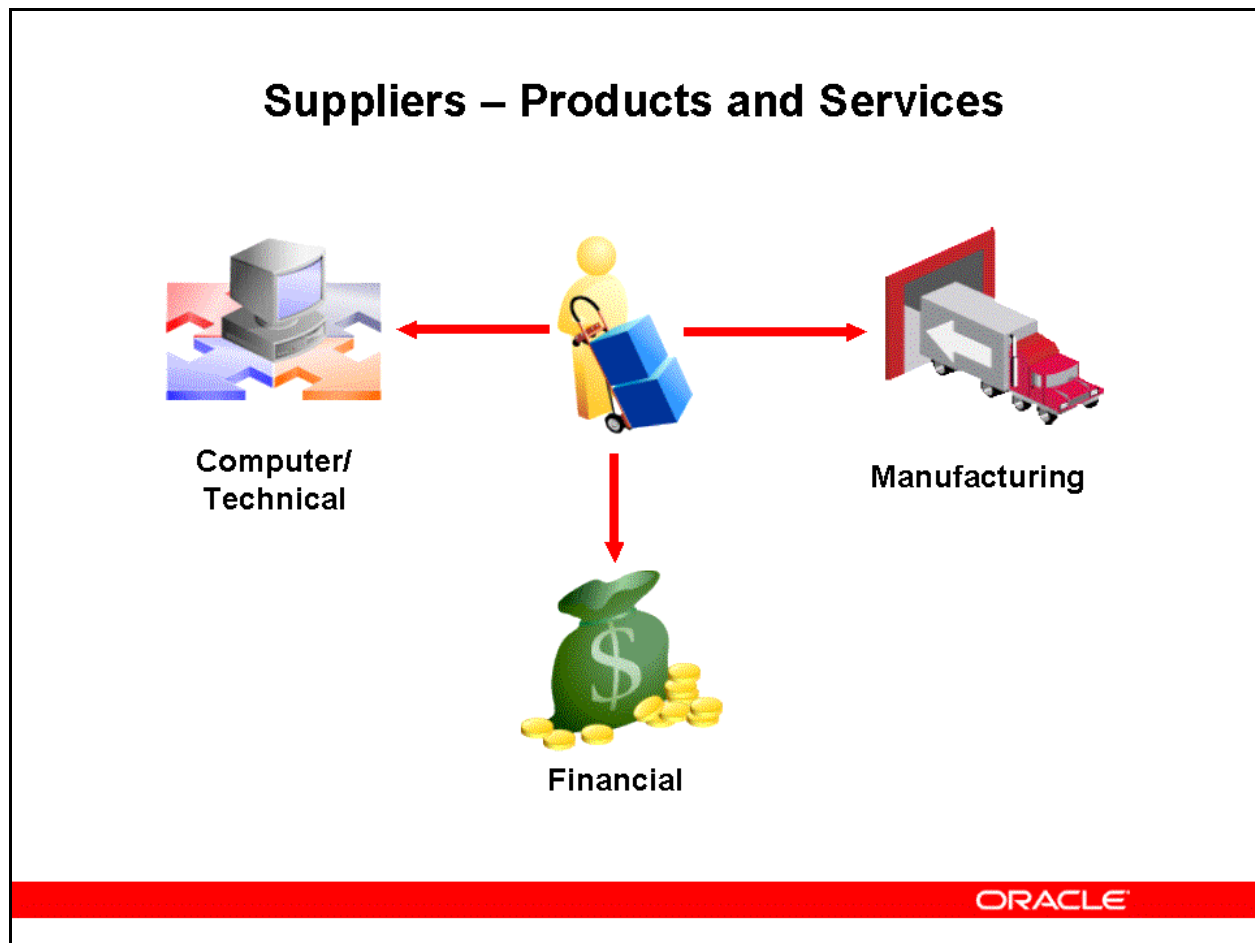 Suppliers – Products and Services
Computer/
Technical
Manufacturing
$
Financial
ORACLE